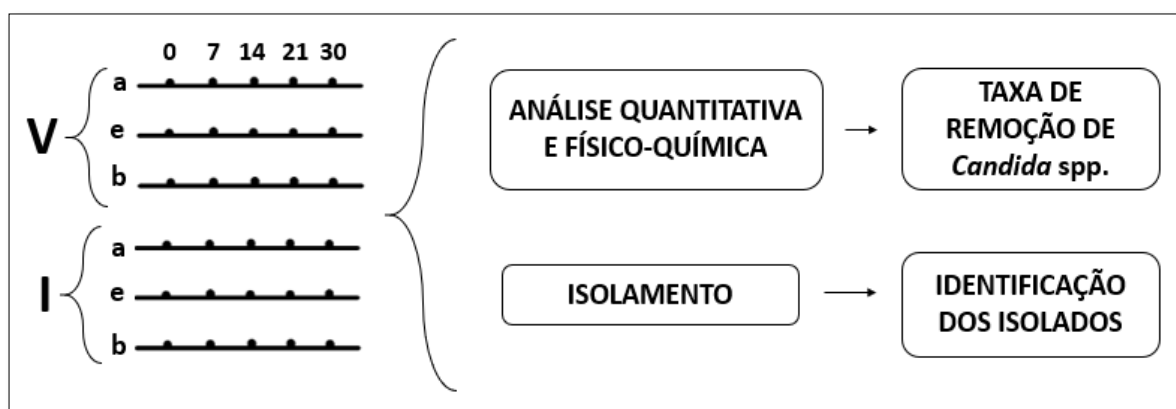 0 7 14 21 30
V
a
e
b
I
a
e
b
ANÁLISE QUANTITATIVA
E FÍSICO-QUÍMICA
TAXA DE
REMOÇÃO DE
Candida spp.
ISOLAMENTO
IDENTIFICAÇÃO
DOS ISOLADOS